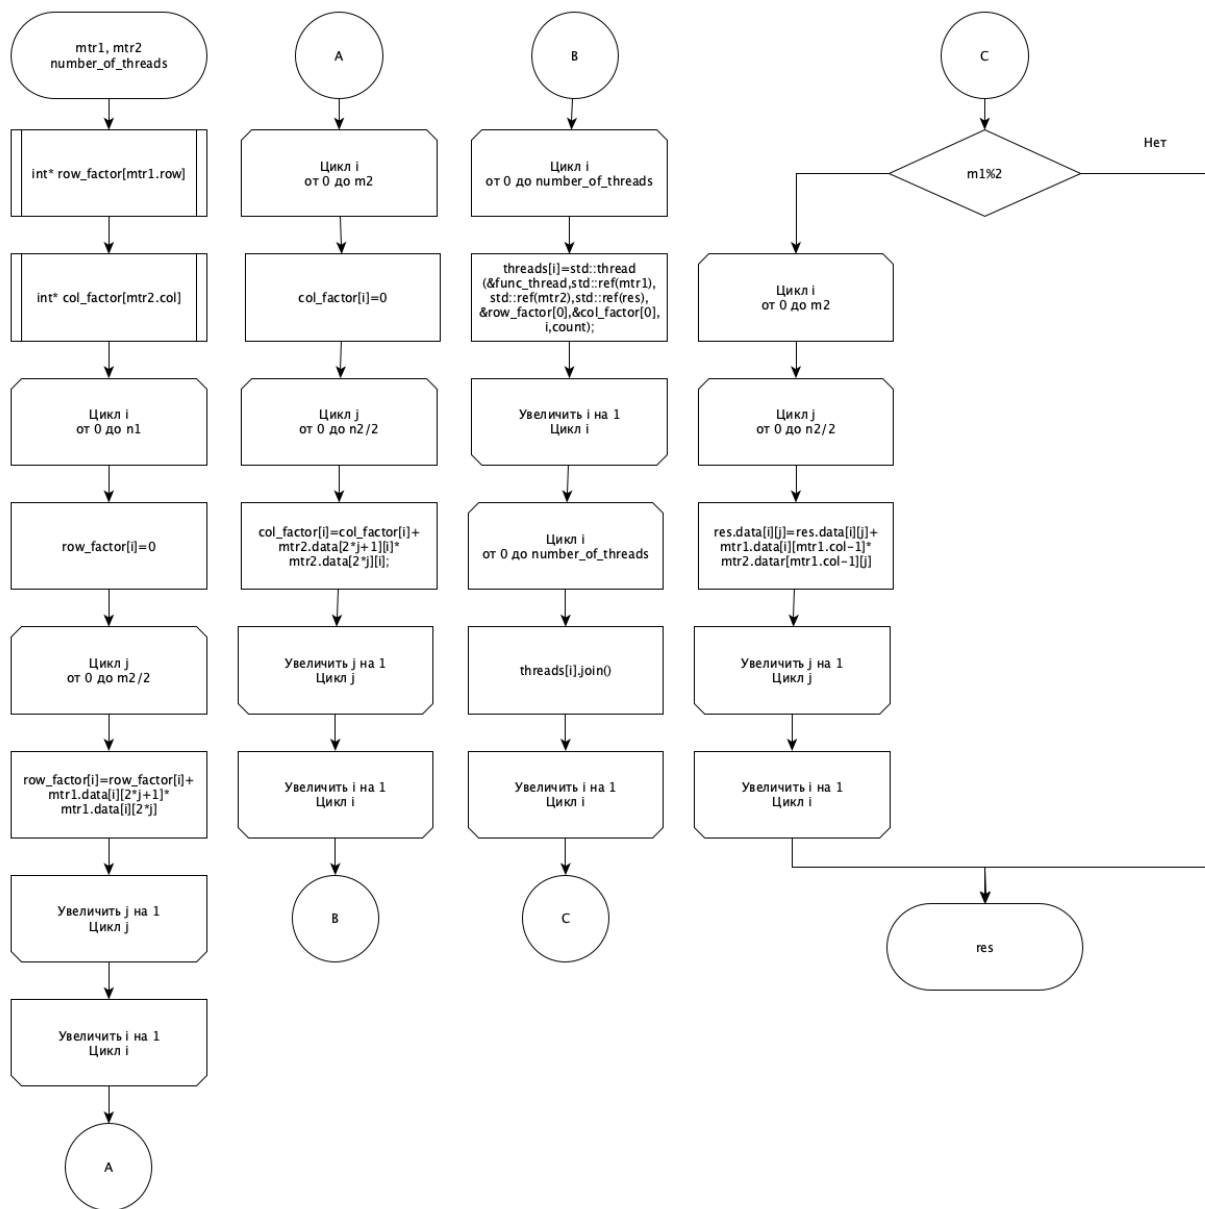 mtr1, mtr2
number_of_threads
int* row_factor[mtr1.row]
int* col_factor[mtr2.col]
Цикл i
от 0 до n1
row_factor[i]=0
Цикл j
от 0 до m2/2
row_factor[i]=row_factor[i]+
mtr1.data[i][2*j+1]*
mtr1.data[i][2*j]
Увеличить j на 1
Цикл j
Увеличить i на 1
Цикл i
A
A
Цикл i
от 0 до m2
col_factor[i]=0
Цикл j
от 0 до n2/2
col_factor[i]=col_factor[i]+
mtr2.data[2*j+1][i]*
mtr2.data[2*j][i];
Увеличить j на 1
Цикл j
Увеличить i на 1
Цикл i
B
B
Цикл i
от 0 до number_of_threads
threads[i]=std::thread
(&func_thread,std::ref(mtr1),
std::ref(mtr2),std::ref(res),
&row_factor[0],&col_factor[0],
i,count);
Увеличить i на 1
Цикл i
Цикл i
от 0 до number_of_threads
threads[i].join()
Увеличить i на 1
Цикл i
C
C
m1%2
Нет
Цикл i
от 0 до m2
Цикл j
от 0 до n2/2
res.data[i][j]=res.data[i][j]+
mtr1.data[i][mtr1.col-1]*
mtr2.datar[mtr1.col-1][j]
Увеличить j на 1
Цикл j
Увеличить i на 1
Цикл i
res